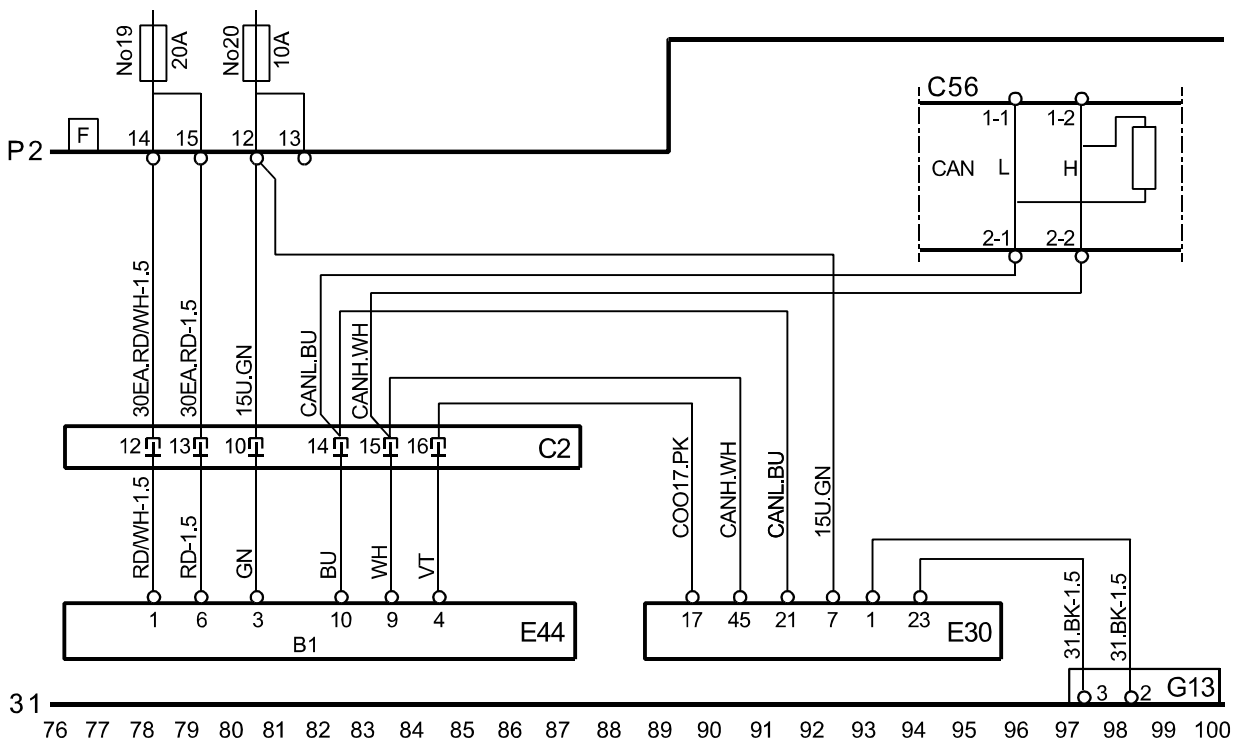 No19
20A
No20
10A
C56
1-1
1-2
F
14
15
12
13
P2
CAN
L
H
2-1
2-2
30EA.RD/WH-1.5
30EA.RD-1.5
15U.GN
CANL.BU
CANH.WH
12
13
10
14
15
16
C2
COO17.PK
CANH.WH
CANL.BU
15U.GN
RD/WH-1.5
RD-1.5
GN
BU
WH
VT
31.BK-1.5
31.BK-1.5
1
6
3
10
9
4
E44
B1
17
45
21
7
1
23
E30
3
2
G13
31
76 77 78 79 80 81 82 83 84 85 86 87 88 89 90 91 92 93 94 95 96 97 98 99 100